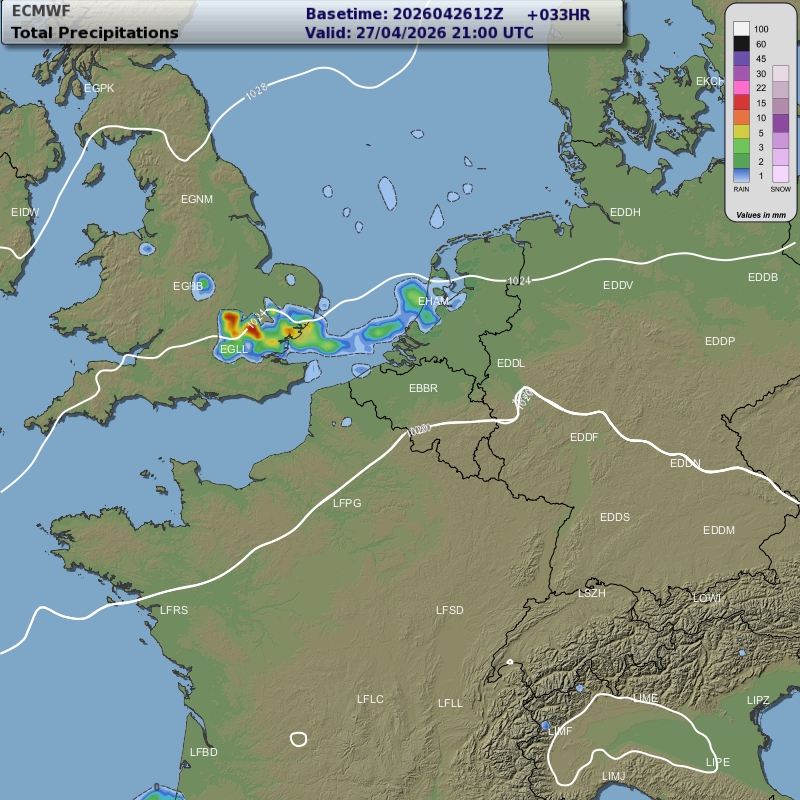 ECMWF
Basetime: 2026042612Z +033HR
Total Precipitations
Valid: 27/04/2026 21:00 UTC
100
60
45
30
22
15
10
5
3
2
1
RAIN SNOW
Values in mm
EGPK
EKCH
1028
EGNM
EIDW
EDDH
EGBB
1024
EDDV
EDDB
EHAM
1024
EGLL
EDDP
EDDL
EBBR
1020
1020
EDDF
EDDN
LFPG
EDDS
EDDM
LSZH
LOWI
LFRS
LFSD
LFLC
LFLL
LIME
LIPZ
LIMF
LFBD
LIPE
LIMJ